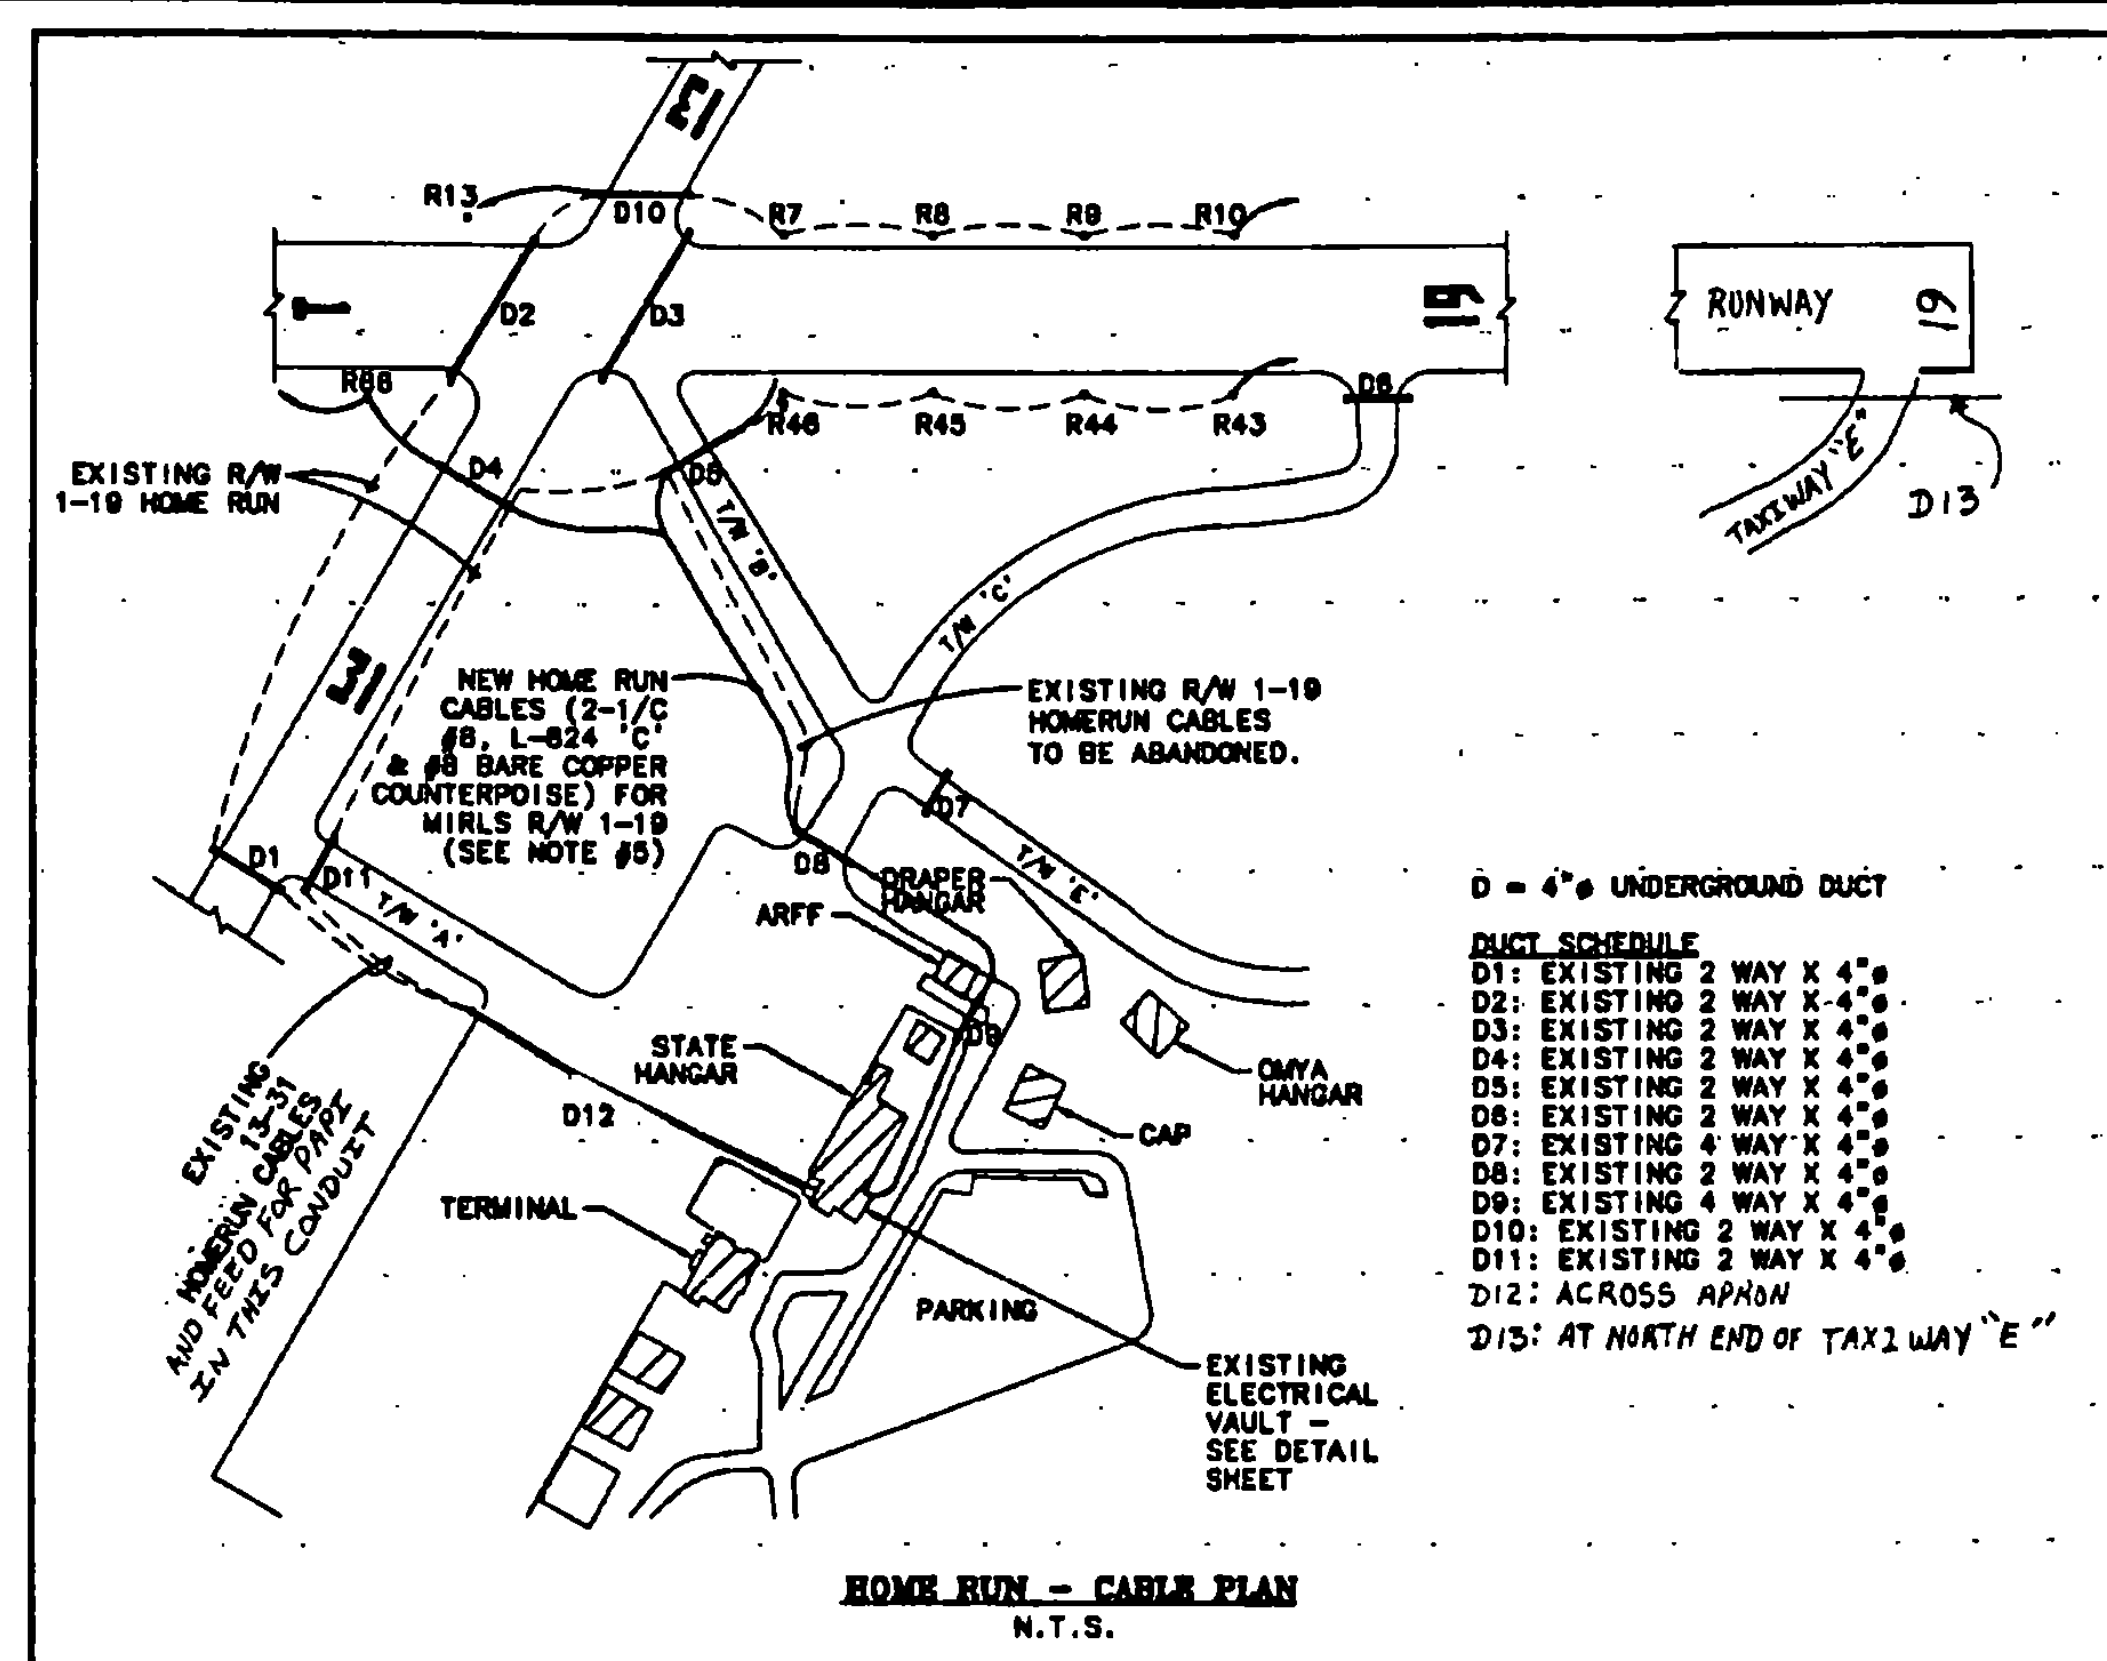 13
R13
D10
R7
R8
R9
R10
1
D2
D3
19
RUNWAY
19
R88
D6
R46
R45
R44
R43
EXISTING R/W
1-19 HOME RUN
D4
D5
T/W 'B'
TAXIWAY "E"
D13
T/W 'C'
NEW HOME RUN
CABLES (2-1/C
#8, L-824 'C'
& #8 BARE COPPER
COUNTERPOISE) FOR
MIRLS R/W 1-19
(SEE NOTE #5)
EXISTING R/W 1-19
HOMERUN CABLES
TO BE ABANDONED.
D1
D11
T/W 'A'
D8
D7
T/W 'E'
DRAPER
HANGAR
ARFF
D9
STATE
HANGAR
OMYA
HANGAR
CAP
D12
EXISTING
13-31
HOMERUN CABLES
AND FEED FOR PAPI
IN THIS CONDUIT
TERMINAL
PARKING
EXISTING
ELECTRICAL
VAULT -
SEE DETAIL
SHEET
D = 4"ø UNDERGROUND DUCT
DUCT SCHEDULE
D1: EXISTING 2 WAY X 4"ø
D2: EXISTING 2 WAY X 4"ø
D3: EXISTING 2 WAY X 4"ø
D4: EXISTING 2 WAY X 4"ø
D5: EXISTING 2 WAY X 4"ø
D6: EXISTING 2 WAY X 4"ø
D7: EXISTING 4 WAY X 4"ø
D8: EXISTING 2 WAY X 4"ø
D9: EXISTING 4 WAY X 4"ø
D10: EXISTING 2 WAY X 4"ø
D11: EXISTING 2 WAY X 4"ø
D12: ACROSS APRON
D13: AT NORTH END OF TAXIWAY "E"
HOME RUN - CABLE PLAN
N.T.S.